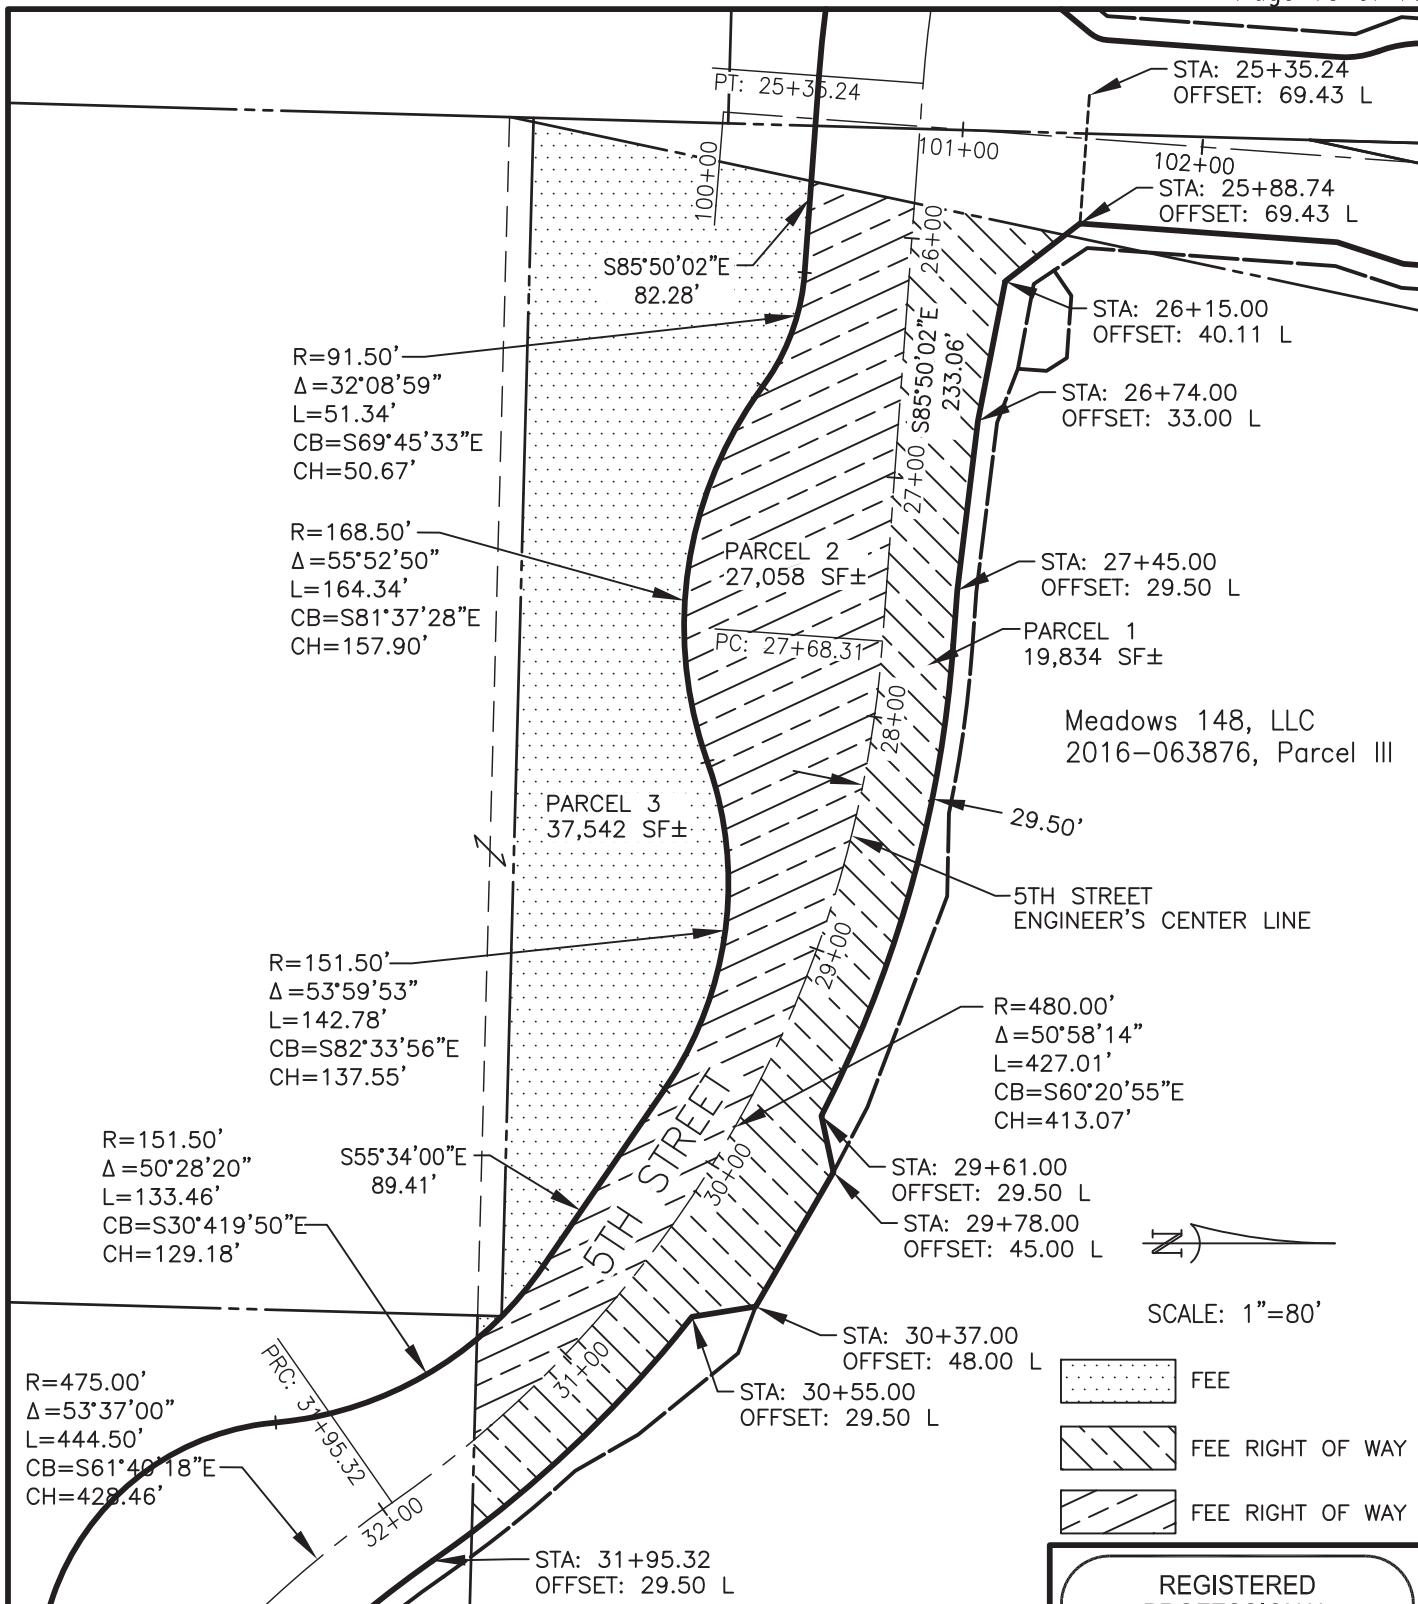 PT: 25+35.24
STA: 25+35.24
OFFSET: 69.43 L
100+00
101+00
102+00
STA: 25+88.74
OFFSET: 69.43 L
26+00
S85°50'02"E
82.28'
S85°50'02"E
233.06'
STA: 26+15.00
OFFSET: 40.11 L
R=91.50'
Δ=32°08'59"
L=51.34'
CB=S69°45'33"E
CH=50.67'
STA: 26+74.00
OFFSET: 33.00 L
27+00
R=168.50'
Δ=55°52'50"
L=164.34'
CB=S81°37'28"E
CH=157.90'
PARCEL 2
27,058 SF±
STA: 27+45.00
OFFSET: 29.50 L
PC: 27+68.31
PARCEL 1
19,834 SF±
28+00
Meadows 148, LLC
2016-063876, Parcel III
PARCEL 3
37,542 SF±
29.50'
5TH STREET
ENGINEER'S CENTER LINE
29+00
R=151.50'
Δ=53°59'53"
L=142.78'
CB=S82°33'56"E
CH=137.55'
R=480.00'
Δ=50°58'14"
L=427.01'
CB=S60°20'55"E
CH=413.07'
R=151.50'
Δ=50°28'20"
L=133.46'
CB=S30°419'50"E
CH=129.18'
S55°34'00"E
89.41'
5TH STREET
30+00
STA: 29+61.00
OFFSET: 29.50 L
STA: 29+78.00
OFFSET: 45.00 L
N
SCALE: 1"=80'
STA: 30+37.00
OFFSET: 48.00 L
31+00
STA: 30+55.00
OFFSET: 29.50 L
PRC: 31+95.32
R=475.00'
Δ=53°37'00"
L=444.50'
CB=S61°40'18"E
CH=428.46'
32+00
STA: 31+95.32
OFFSET: 29.50 L
FEE
FEE RIGHT OF WAY
FEE RIGHT OF WAY
REGISTERED